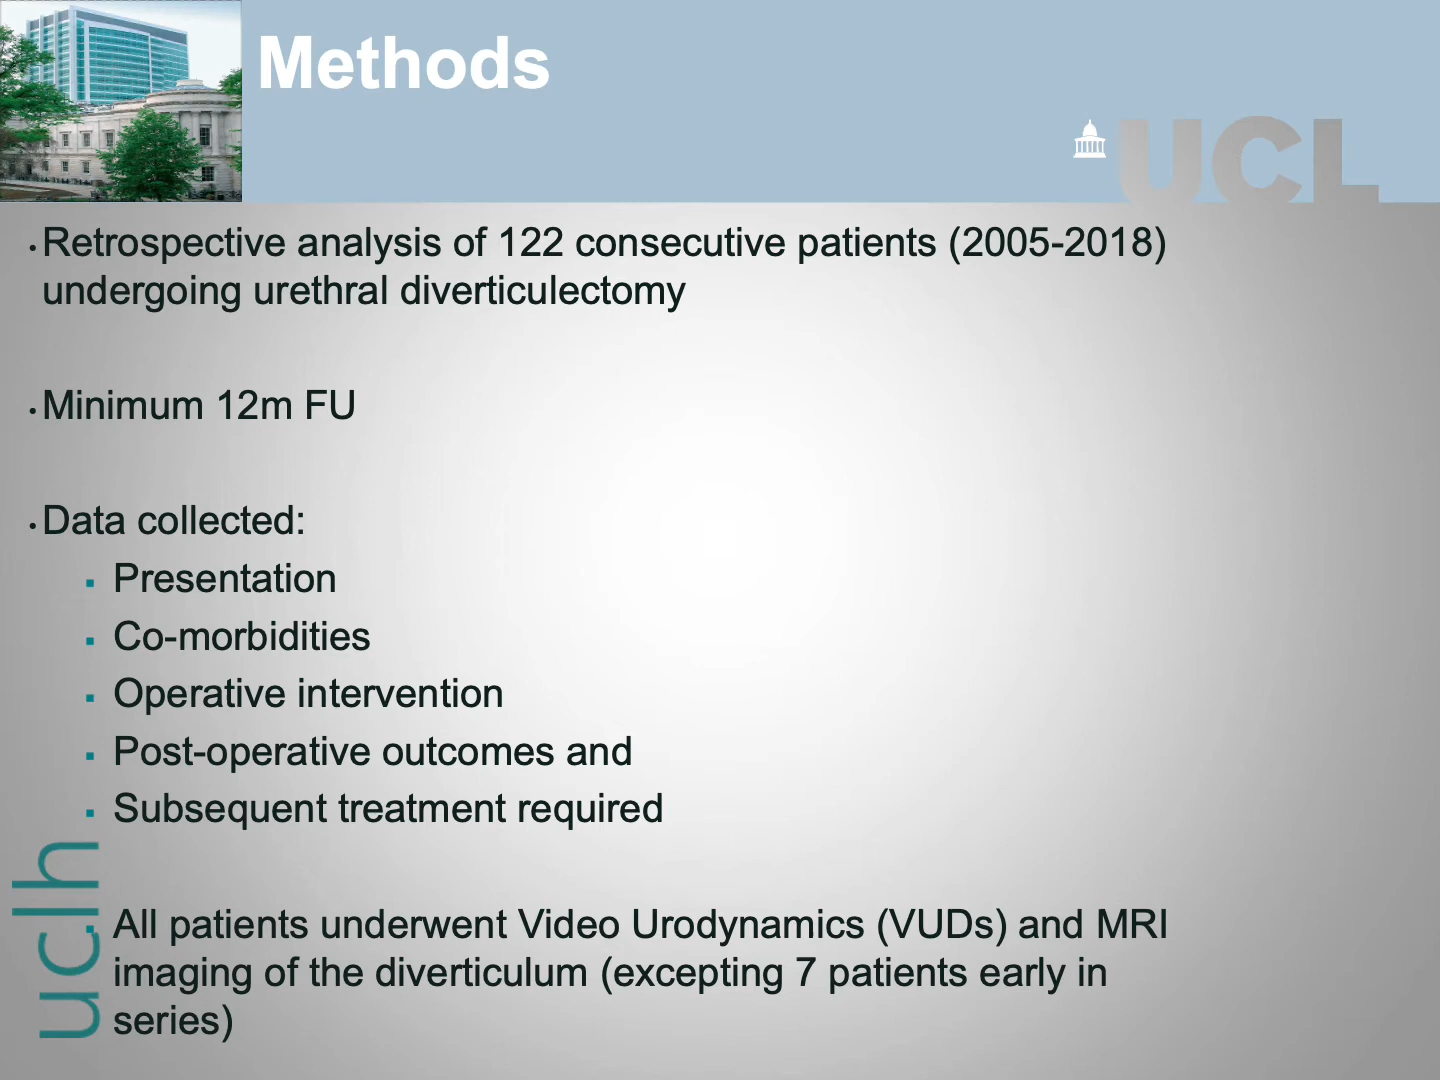 Methods
UCL
• Retrospective analysis of 122 consecutive patients (2005-2018)
undergoing urethral diverticulectomy
• Minimum 12m FU
• Data collected:
▪ Presentation
▪ Co-morbidities
▪ Operative intervention
▪ Post-operative outcomes and
▪ Subsequent treatment required
All patients underwent Video Urodynamics (VUDs) and MRI
imaging of the diverticulum (excepting 7 patients early in
series)
uclh